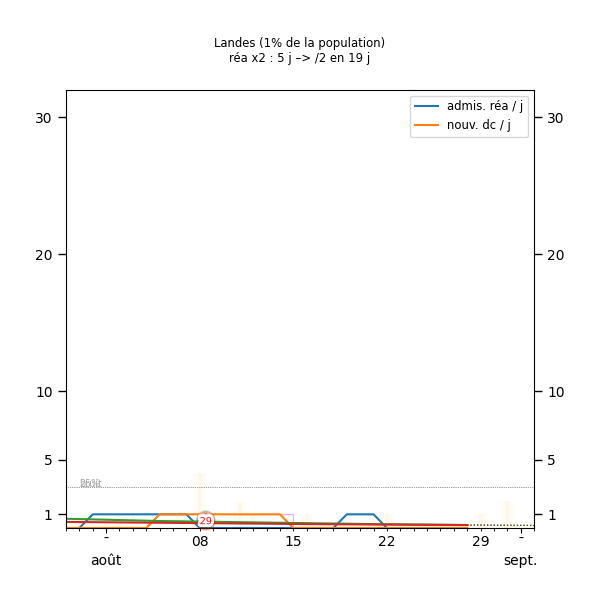 Landes (1% de la population)
réa x2 : 5 j –> /2 en 19 j
admis. réa / j
nouv. dc / j
30 30
20 20
10 10
5 5
1 1
29
- 08 15 22 29 -
août sept.